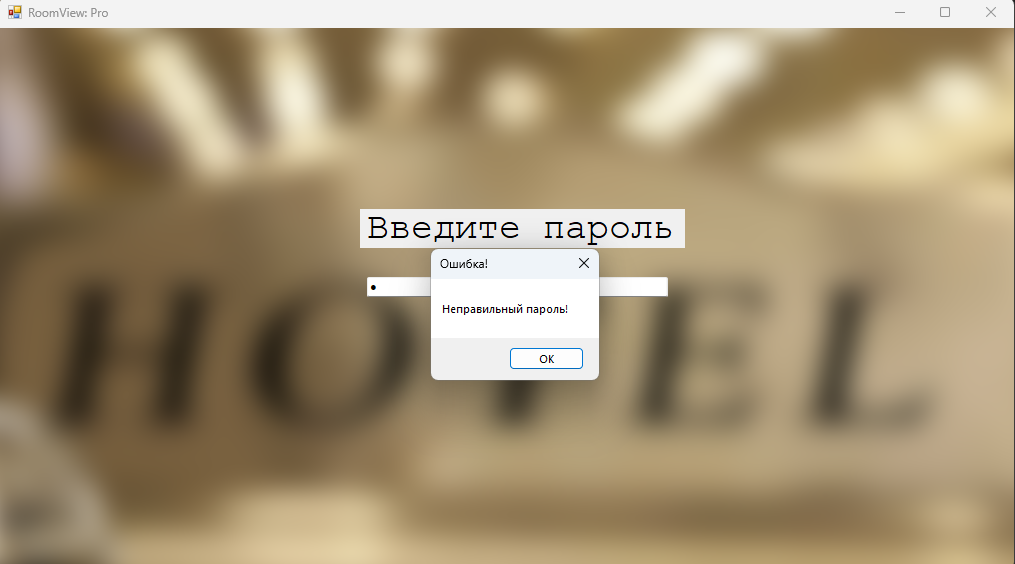 RoomView: Pro
Введите пароль
Ошибка!
Неправильный пароль!
OK
HOTEL